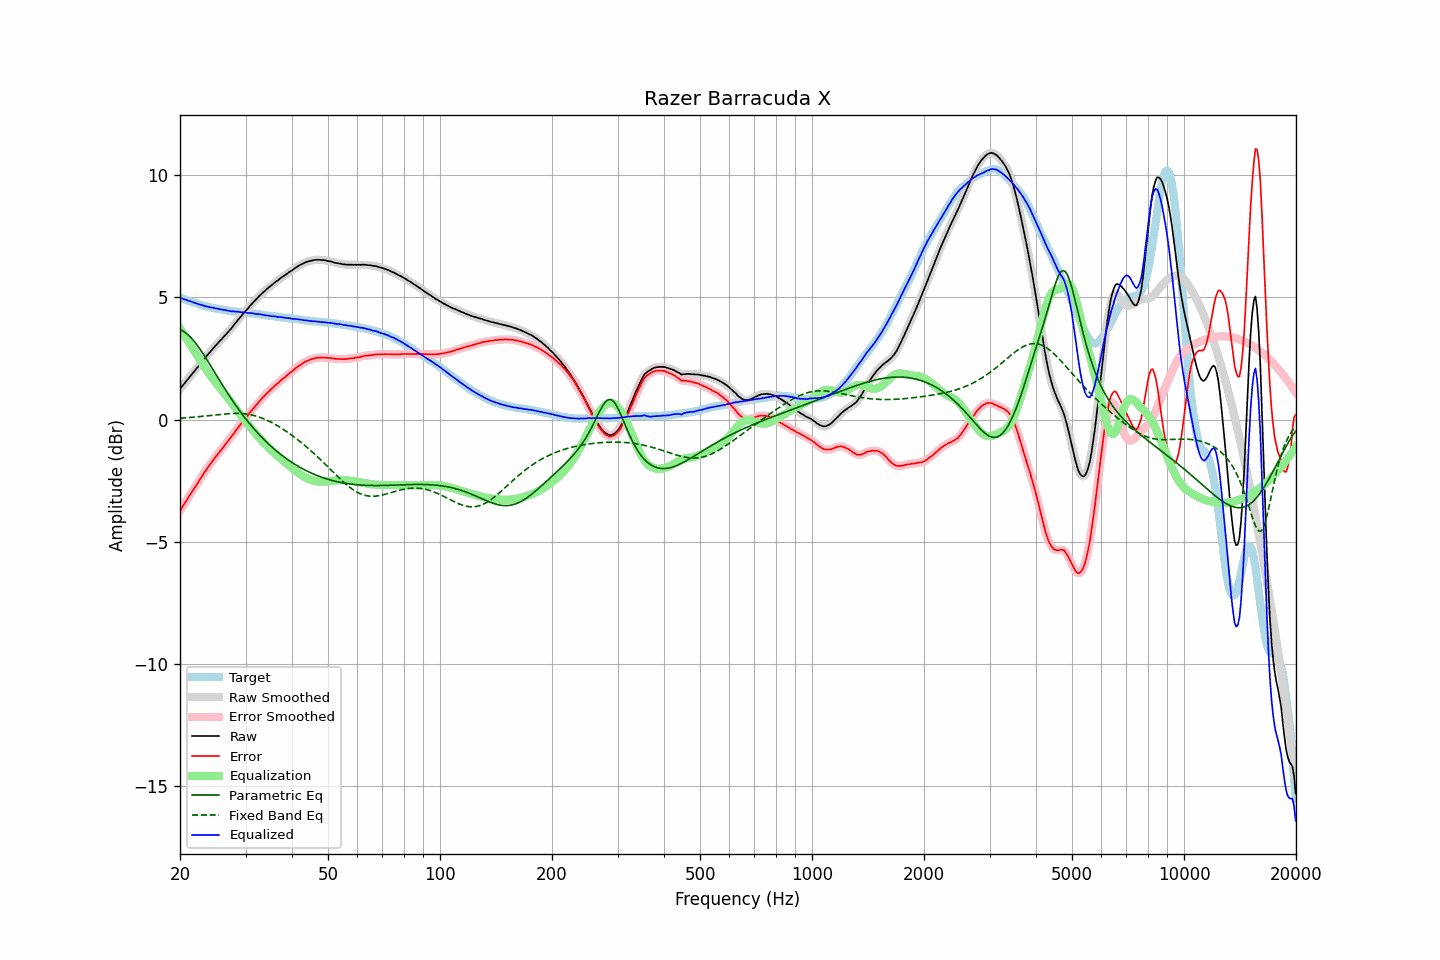 Razer Barracuda X
Amplitude (dBr)
10
5
0
−5
−10
−15
Target
Raw Smoothed
Error Smoothed
Raw
Error
Equalization
Parametric Eq
Fixed Band Eq
Equalized
20 50 100 200 500 1000 2000 5000 10000 20000
Frequency (Hz)